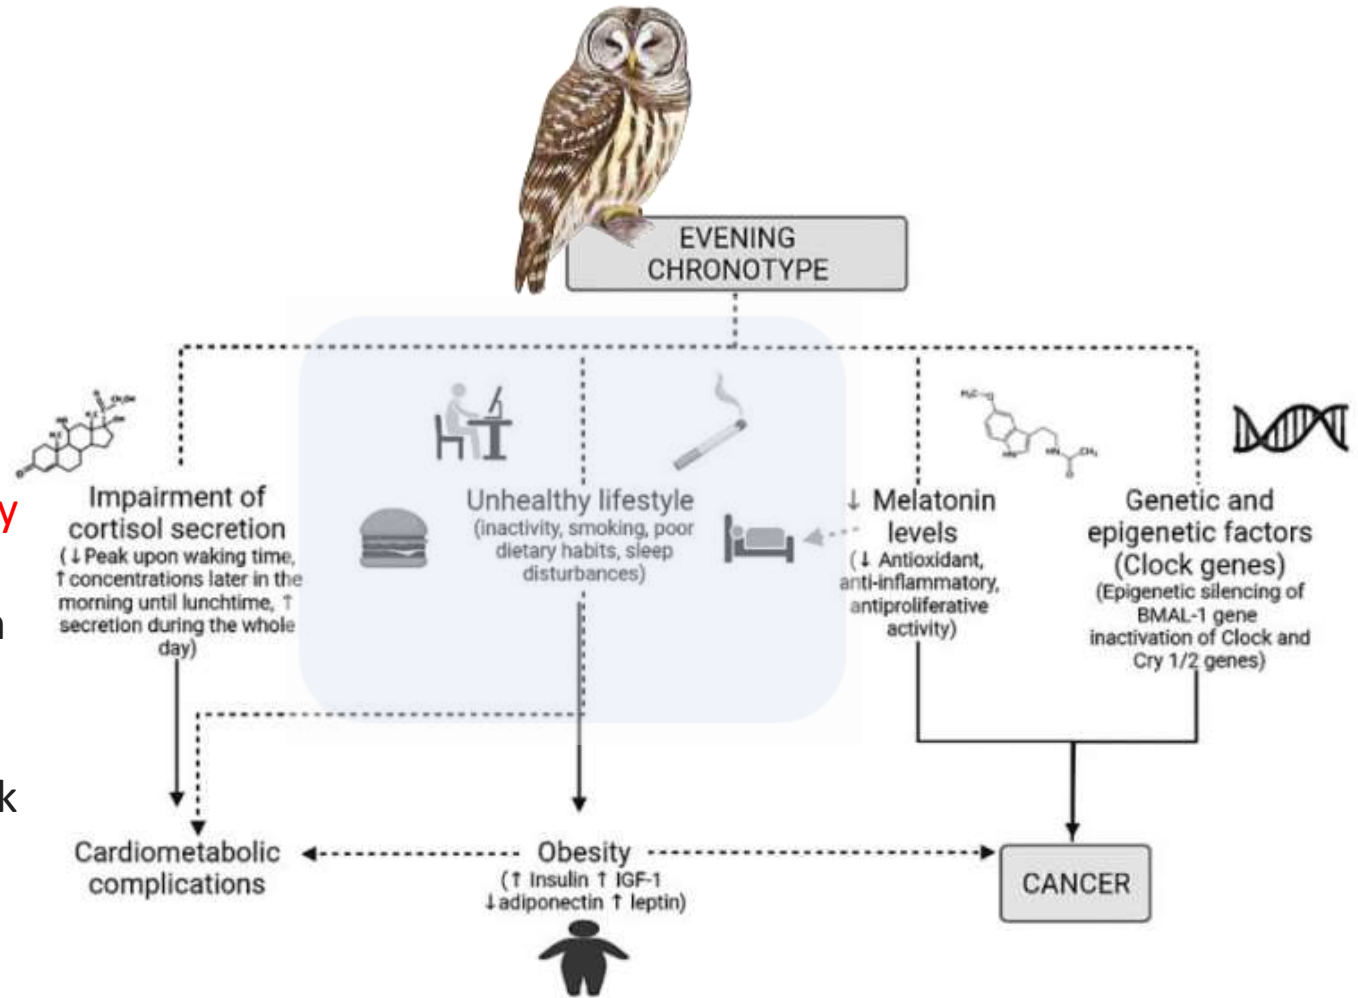 EVENING
CHRONOTYPE
Impairment of
cortisol secretion
(↓Peak upon waking time,
↑concentrations later in the
morning until lunchtime, ↑
secretion during the whole
day)
Unhealthy lifestyle
(inactivity, smoking, poor
dietary habits, sleep
disturbances)
↓ Melatonin
levels
(↓ Antioxidant,
anti-inflammatory,
antiproliferative
activity)
Genetic and
epigenetic factors
(Clock genes)
(Epigenetic silencing of
BMAL-1 gene
inactivation of Clock and
Cry 1/2 genes)
y
n
k
Cardiometabolic
complications
Obesity
(↑ Insulin ↑ IGF-1
↓adiponectin ↑ leptin)
CANCER